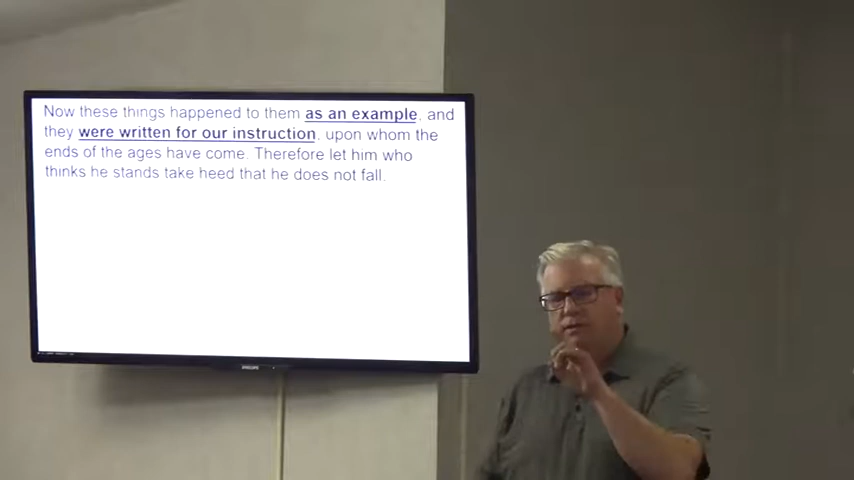 Now these things happened to them as an example, and
they were written for our instruction, upon whom the
ends of the ages have come. Therefore let him who
thinks he stands take heed that he does not fall.
PHILIPS